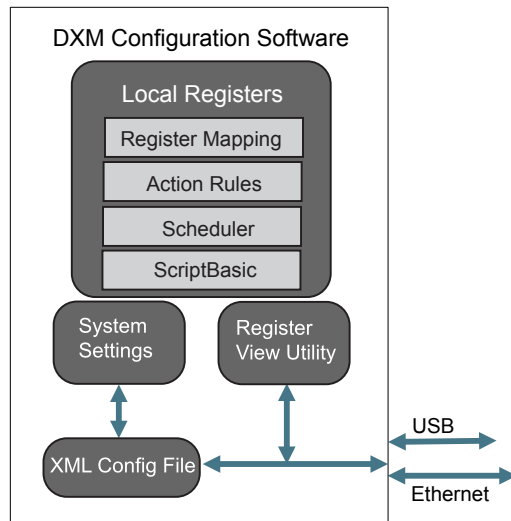 DXM Configuration Software
Local Registers
Register Mapping
Action Rules
Scheduler
ScriptBasic
System
Settings
Register
View Utility
XML Config File
USB
Ethernet